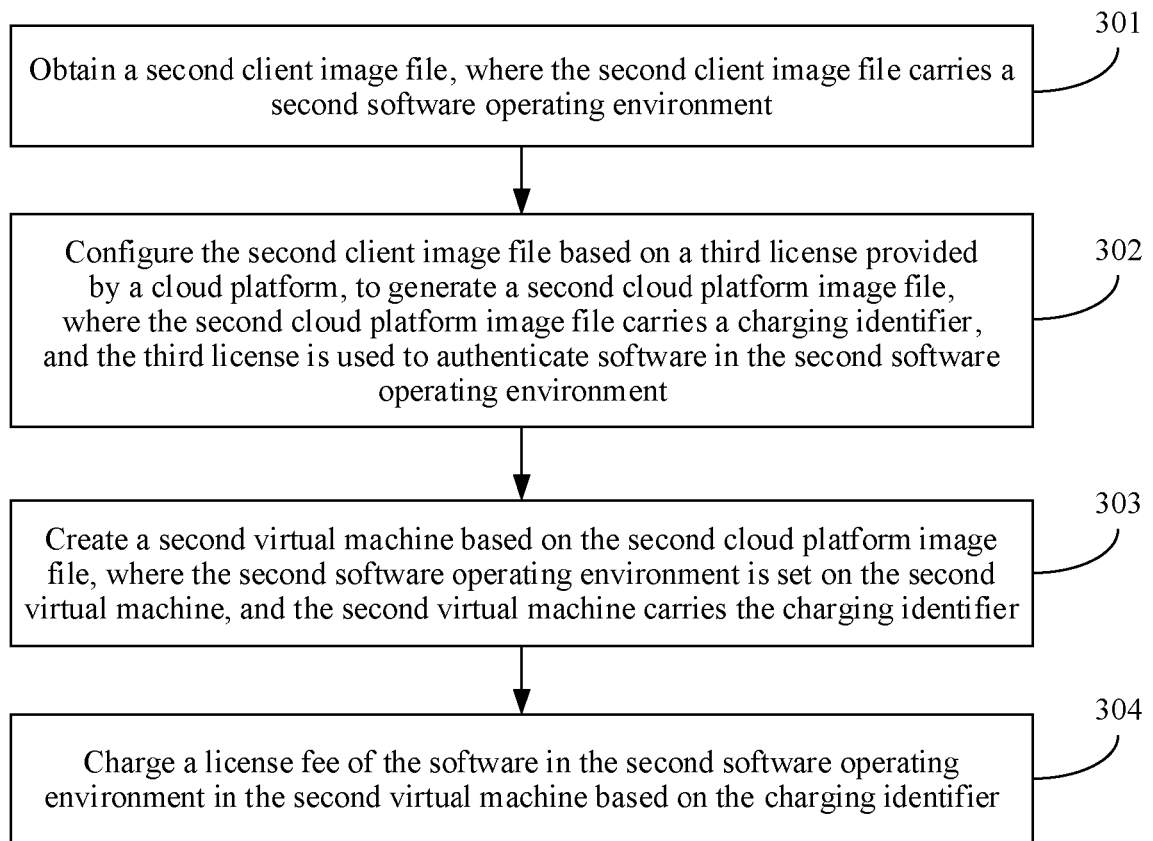 301
Obtain a second client image file, where the second client image file carries a
second software operating environment
302
Configure the second client image file based on a third license provided
by a cloud platform, to generate a second cloud platform image file,
where the second cloud platform image file carries a charging identifier,
and the third license is used to authenticate software in the second software
operating environment
303
Create a second virtual machine based on the second cloud platform image
file, where the second software operating environment is set on the second
virtual machine, and the second virtual machine carries the charging identifier
304
Charge a license fee of the software in the second software operating
environment in the second virtual machine based on the charging identifier